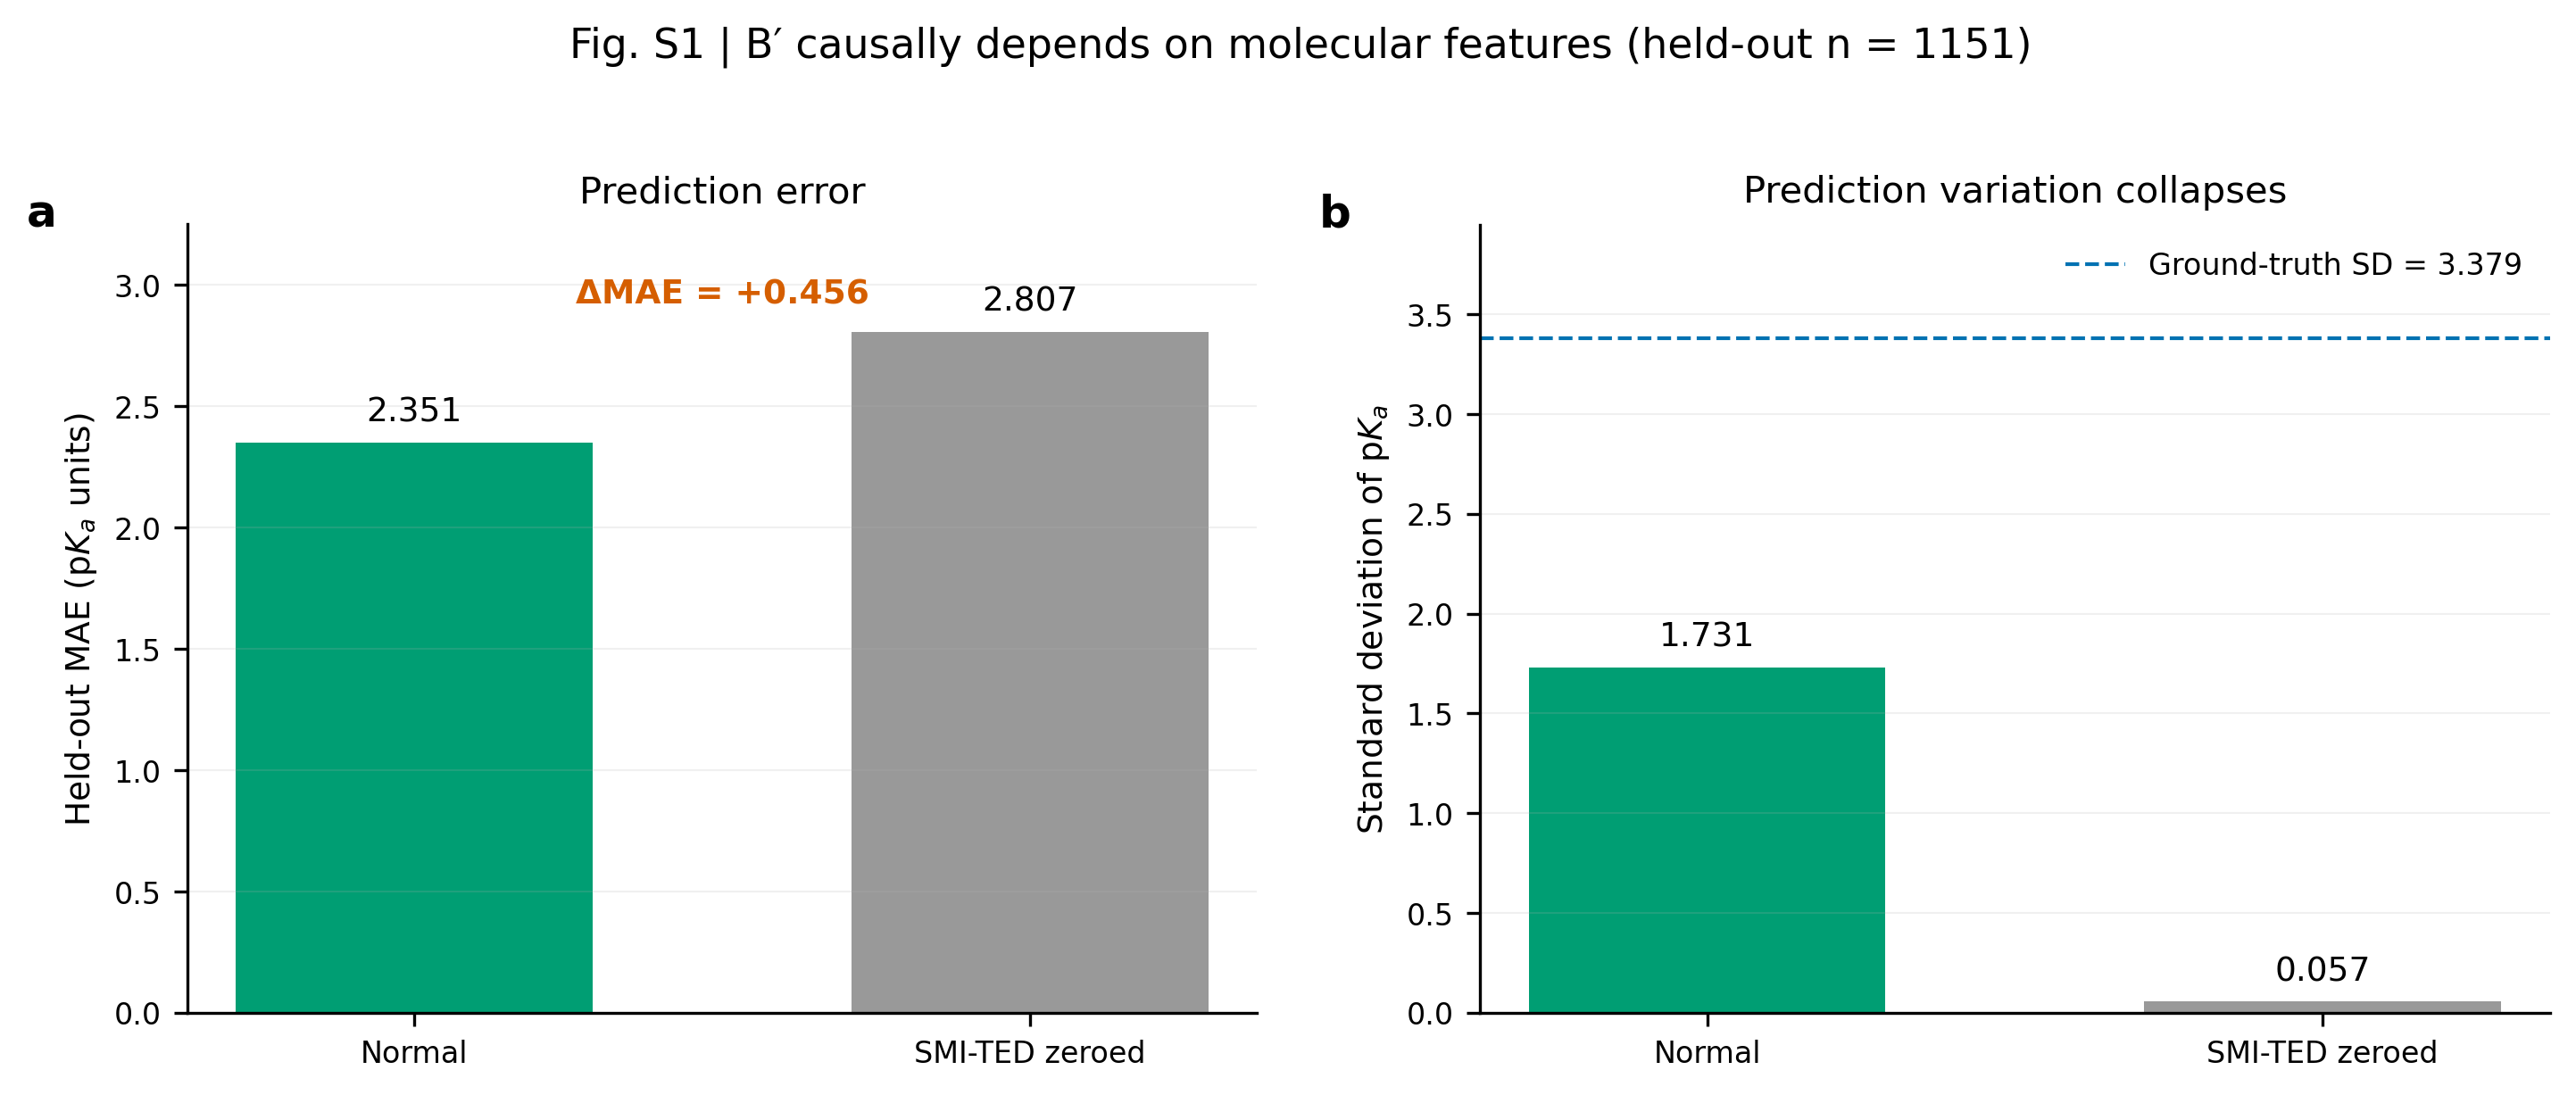 Fig. S1 | B′ causally depends on molecular features (held-out n = 1151)
a
Prediction error
Held-out MAE (pKa units)
3.0
2.5
2.0
1.5
1.0
0.5
0.0
ΔMAE = +0.456
2.351
2.807
Normal
SMI-TED zeroed
b
Prediction variation collapses
Standard deviation of pKa
3.5
3.0
2.5
2.0
1.5
1.0
0.5
0.0
Ground-truth SD = 3.379
1.731
0.057
Normal
SMI-TED zeroed